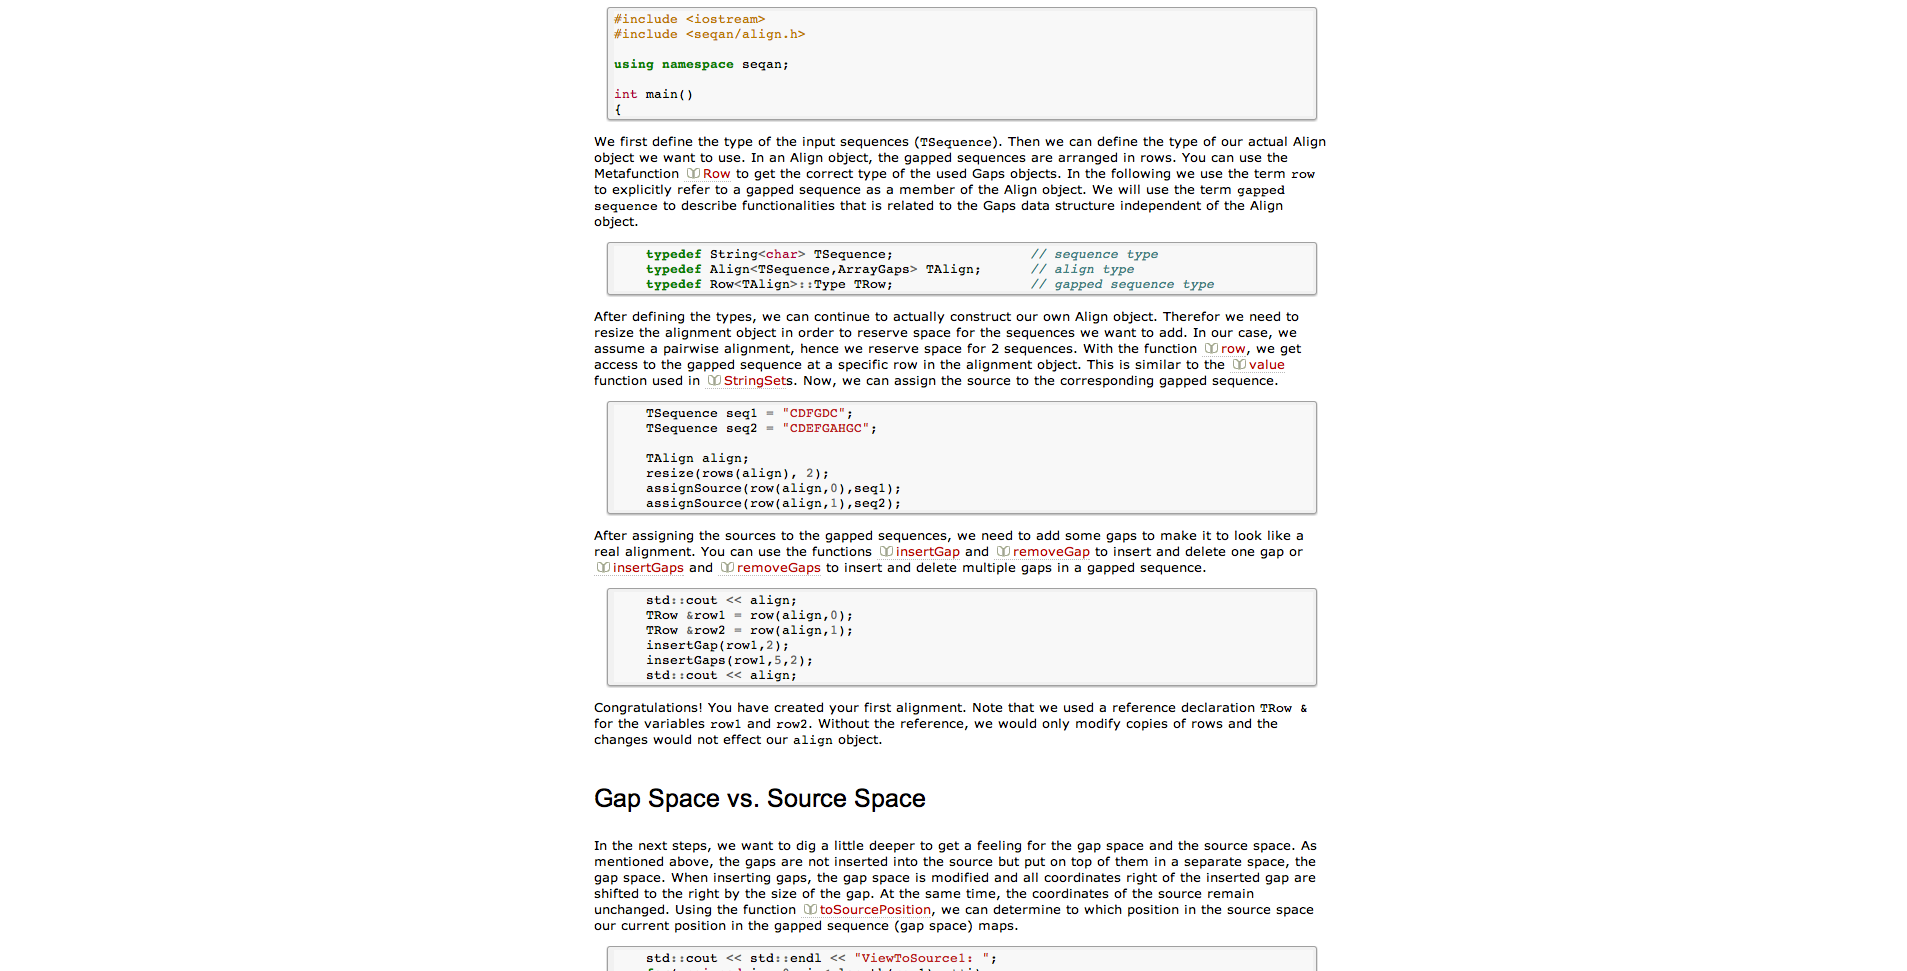 #include <iostream>
#include <seqan/align.h>
using namespace seqan;
int main()
{
We first define the type of the input sequences (TSequence). Then we can define the type of our actual Align
object we want to use. In an Align object, the gapped sequences are arranged in rows. You can use the
Metafunction Row to get the correct type of the used Gaps objects. In the following we use the term row
to explicitly refer to a gapped sequence as a member of the Align object. We will use the term gapped
sequence to describe functionalities that is related to the Gaps data structure independent of the Align
object.
typedef String<char> TSequence; // sequence type
typedef Align<TSequence,ArrayGaps> TAlign; // align type
typedef Row<TAlign>::Type TRow; // gapped sequence type
After defining the types, we can continue to actually construct our own Align object. Therefor we need to
resize the alignment object in order to reserve space for the sequences we want to add. In our case, we
assume a pairwise alignment, hence we reserve space for 2 sequences. With the function row, we get
access to the gapped sequence at a specific row in the alignment object. This is similar to the value
function used in StringSets. Now, we can assign the source to the corresponding gapped sequence.
TSequence seq1 = "CDFGDC";
TSequence seq2 = "CDEFGAHGC";
TAlign align;
resize(rows(align), 2);
assignSource(row(align,0),seq1);
assignSource(row(align,1),seq2);
After assigning the sources to the gapped sequences, we need to add some gaps to make it to look like a
real alignment. You can use the functions insertGap and removeGap to insert and delete one gap or
insertGaps and removeGaps to insert and delete multiple gaps in a gapped sequence.
std::cout << align;
TRow &row1 = row(align,0);
TRow &row2 = row(align,1);
insertGap(row1,2);
insertGaps(row1,5,2);
std::cout << align;
Congratulations! You have created your first alignment. Note that we used a reference declaration TRow &
for the variables row1 and row2. Without the reference, we would only modify copies of rows and the
changes would not effect our align object.
Gap Space vs. Source Space
In the next steps, we want to dig a little deeper to get a feeling for the gap space and the source space. As
mentioned above, the gaps are not inserted into the source but put on top of them in a separate space, the
gap space. When inserting gaps, the gap space is modified and all coordinates right of the inserted gap are
shifted to the right by the size of the gap. At the same time, the coordinates of the source remain
unchanged. Using the function toSourcePosition, we can determine to which position in the source space
our current position in the gapped sequence (gap space) maps.
std::cout << std::endl << "ViewToSource1: ";